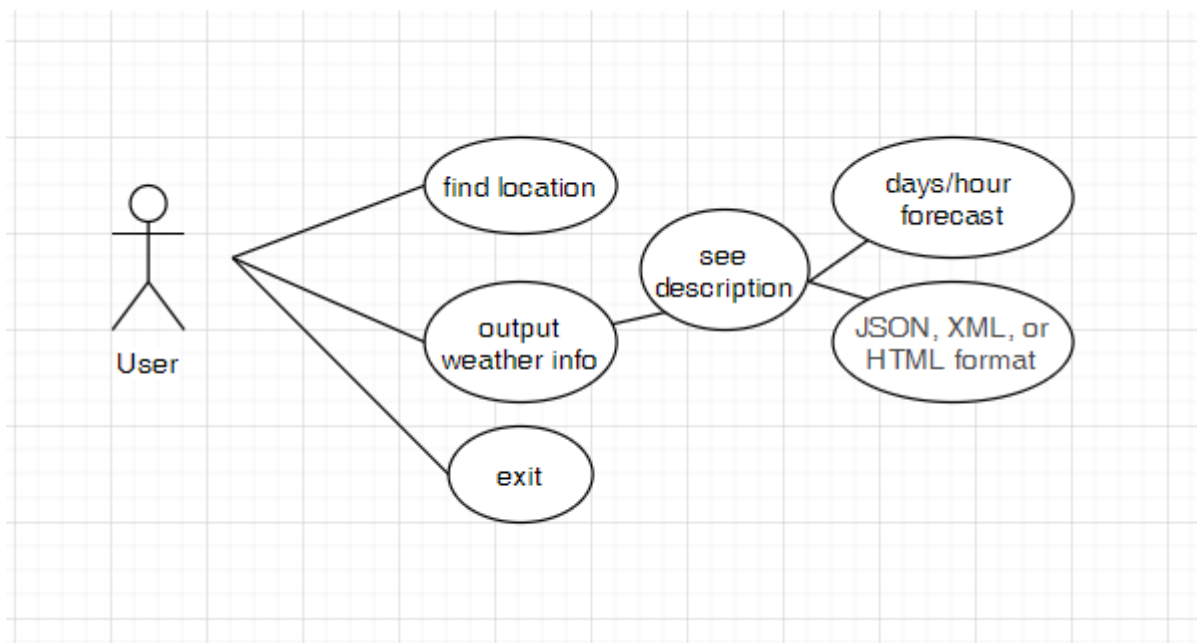 User
find location
output
weather info
exit
see
description
days/hour
forecast
JSON, XML, or
HTML format